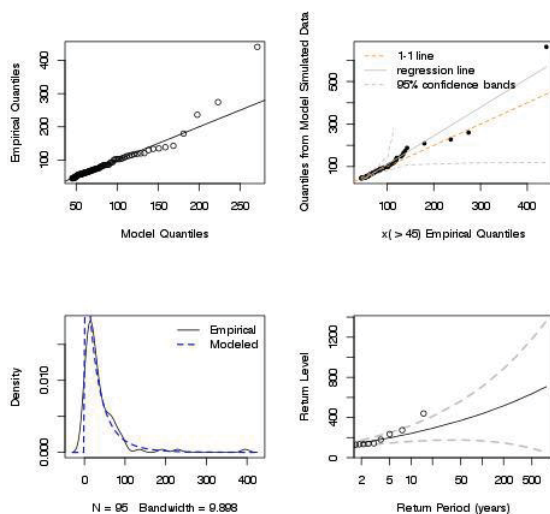 Empirical Quantiles
100
200
300
400
50
100
150
200
250
Model Quantiles
Quantiles from Model Simulated Data
100
300
500
1-1 line
regression line
95% confidence bands
100
200
300
400
x( > 45) Empirical Quantiles
Density
0.000
0.010
Empirical
Modeled
0
100
200
300
400
N = 95 Bandwidth = 9.898
Return Level
0
400
800
1400
2
5
10
50
200
500
Return Period (years)